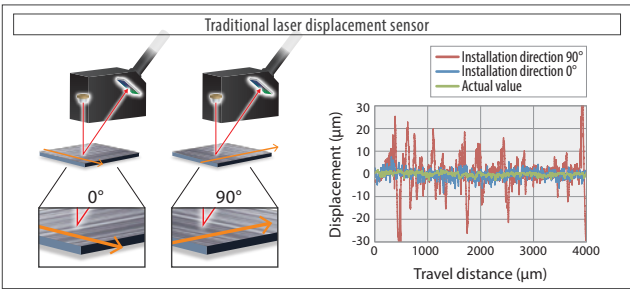 Traditional laser displacement sensor
0°
90°
Installation direction 90°
Installation direction 0°
Actual value
Displacement (μm)
30
20
10
0
-10
-20
-30
0
1000
2000
3000
4000
Travel distance (μm)